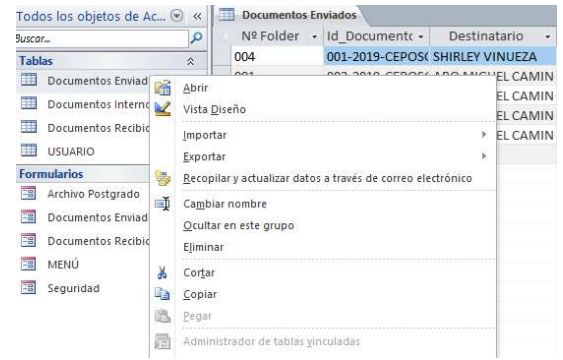 Todos los objetos de Ac... «
Buscar...
Tablas
Documentos Enviad
Documentos Interno
Documentos Recibid
USUARIO
Formularios
Archivo Postgrado
Documentos Enviad
Documentos Recibid
MENÚ
Seguridad
Documentos Enviados
Nº Folder Id_Documento Destinatario
004 001-2019-CEPOSG SHIRLEY VINUEZA
EL CAMIN
EL CAMIN
EL CAMIN
Abrir
Vista Diseño
Importar
Exportar
Recopilar y actualizar datos a través de correo electrónico
Cambiar nombre
Ocultar en este grupo
Eliminar
Cortar
Copiar
Pegar
Administrador de tablas vinculadas